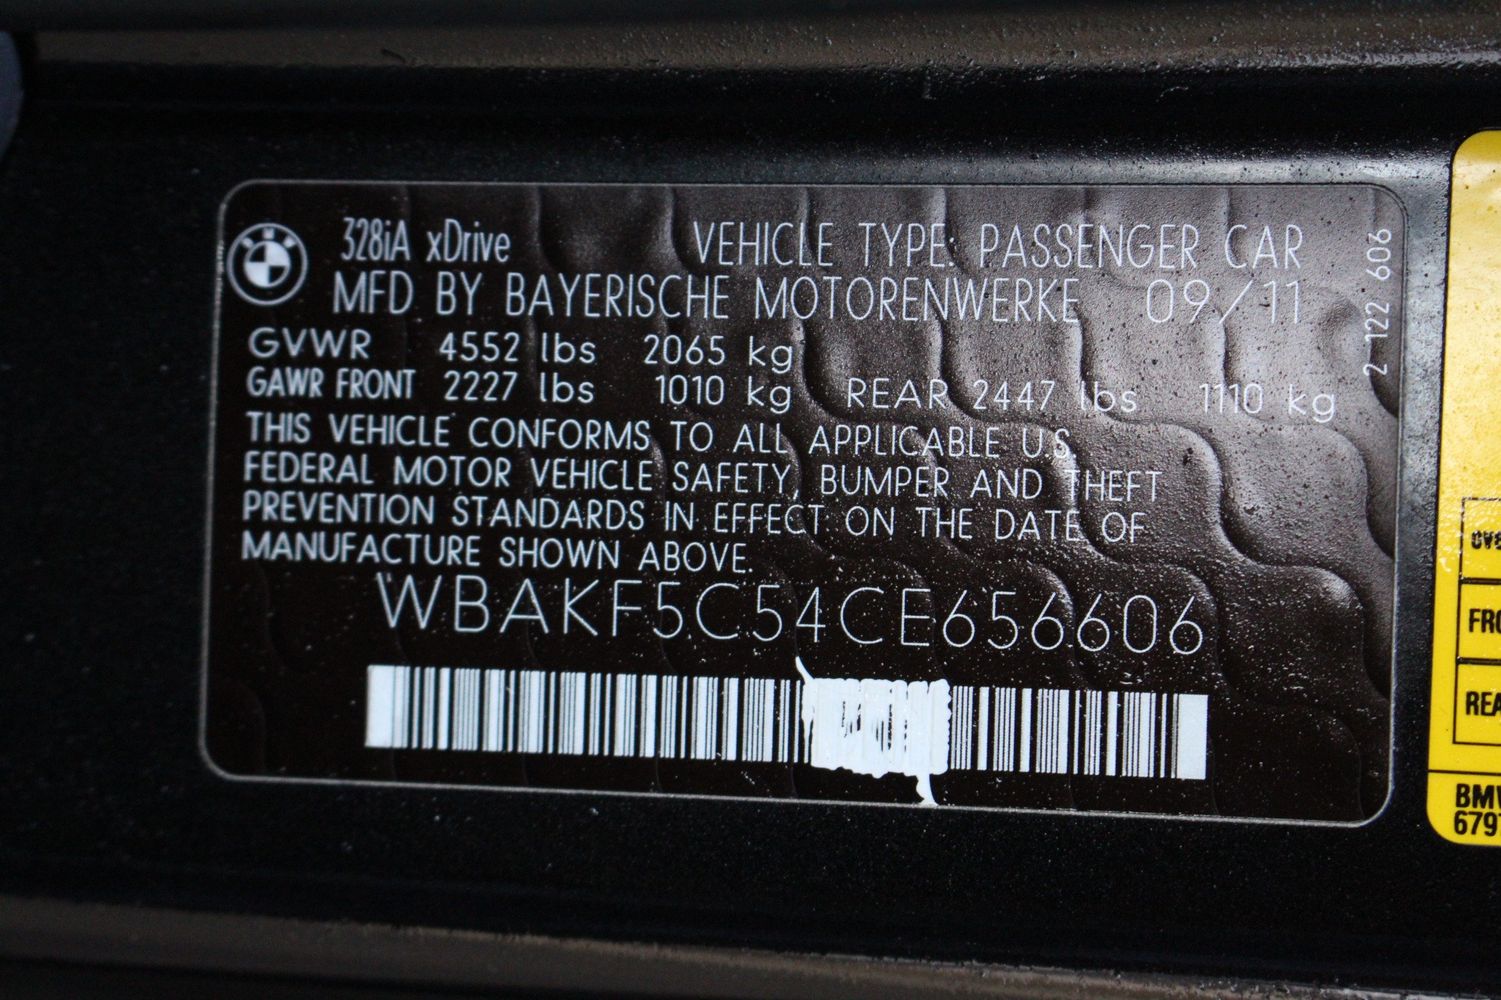 328iA xDrive VEHICLE TYPE: PASSENGER CAR
MFD BY BAYERISCHE MOTORENWERKE 09/11
GVWR 4552 lbs 2065 kg
GAWR FRONT 2227 lbs 1010 kg REAR 2447 lbs 1110 kg
THIS VEHICLE CONFORMS TO ALL APPLICABLE U.S.
FEDERAL MOTOR VEHICLE SAFETY, BUMPER AND THEFT
PREVENTION STANDARDS IN EFFECT ON THE DATE OF
MANUFACTURE SHOWN ABOVE.
WBAKF5C54CE656606
2 122 606
BMW